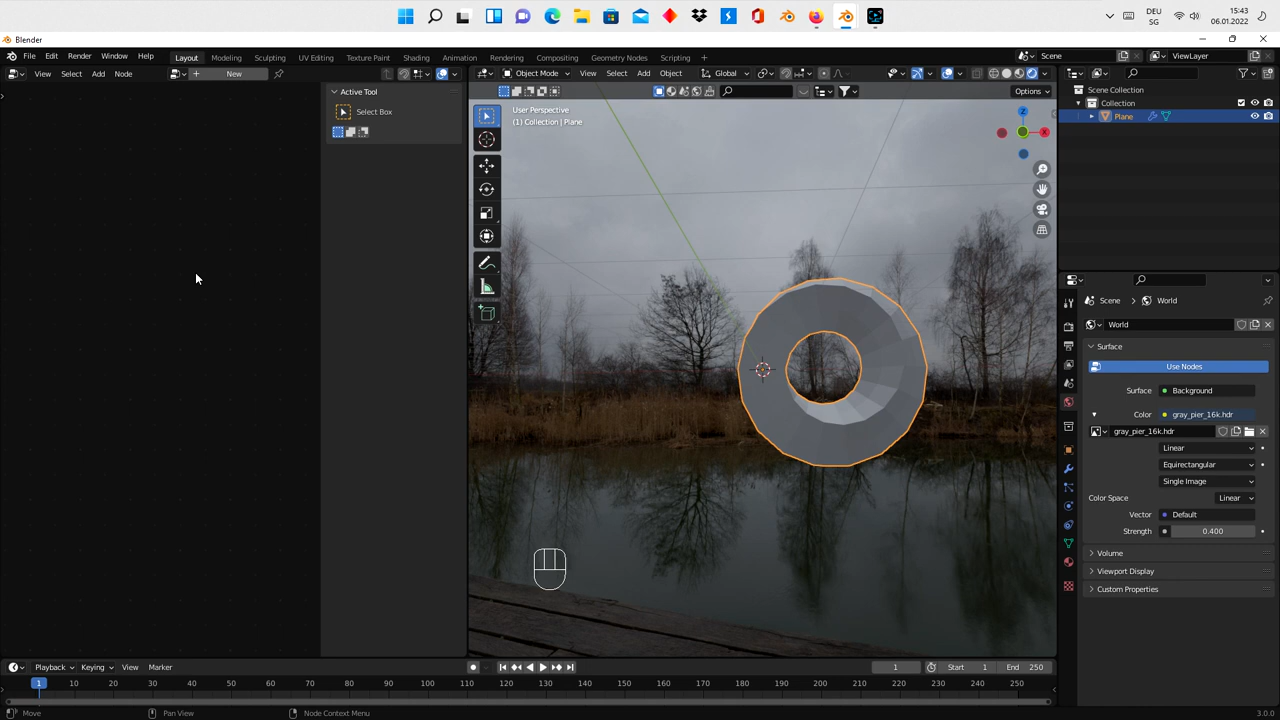 DEU
SG
15:43
06.01.2022
Blender
File Edit Render Window Help
Layout Modeling Sculpting UV Editing Texture Paint Shading Animation Rendering Compositing Geometry Nodes Scripting +
Scene
ViewLayer
View Select Add Node
+ New
Object Mode View Select Add Object
Global
Options
Active Tool
Select Box
User Perspective
(1) Collection | Plane
Z
X
Scene Collection
Collection
Plane
Scene > World
World
Surface
Use Nodes
Surface Background
Color gray_pier_16k.hdr
gray_pier_16k.hdr
Linear
Equirectangular
Single Image
Color Space Linear
Vector Default
Strength 0.400
Volume
Viewport Display
Custom Properties
Playback Keying View Marker
1 Start 1 End 250
1 10 20 30 40 50 60 70 80 90 100 110 120 130 140 150 160 170 180 190 200 210 220 230 240 250
Move Pan View Node Context Menu 3.0.0